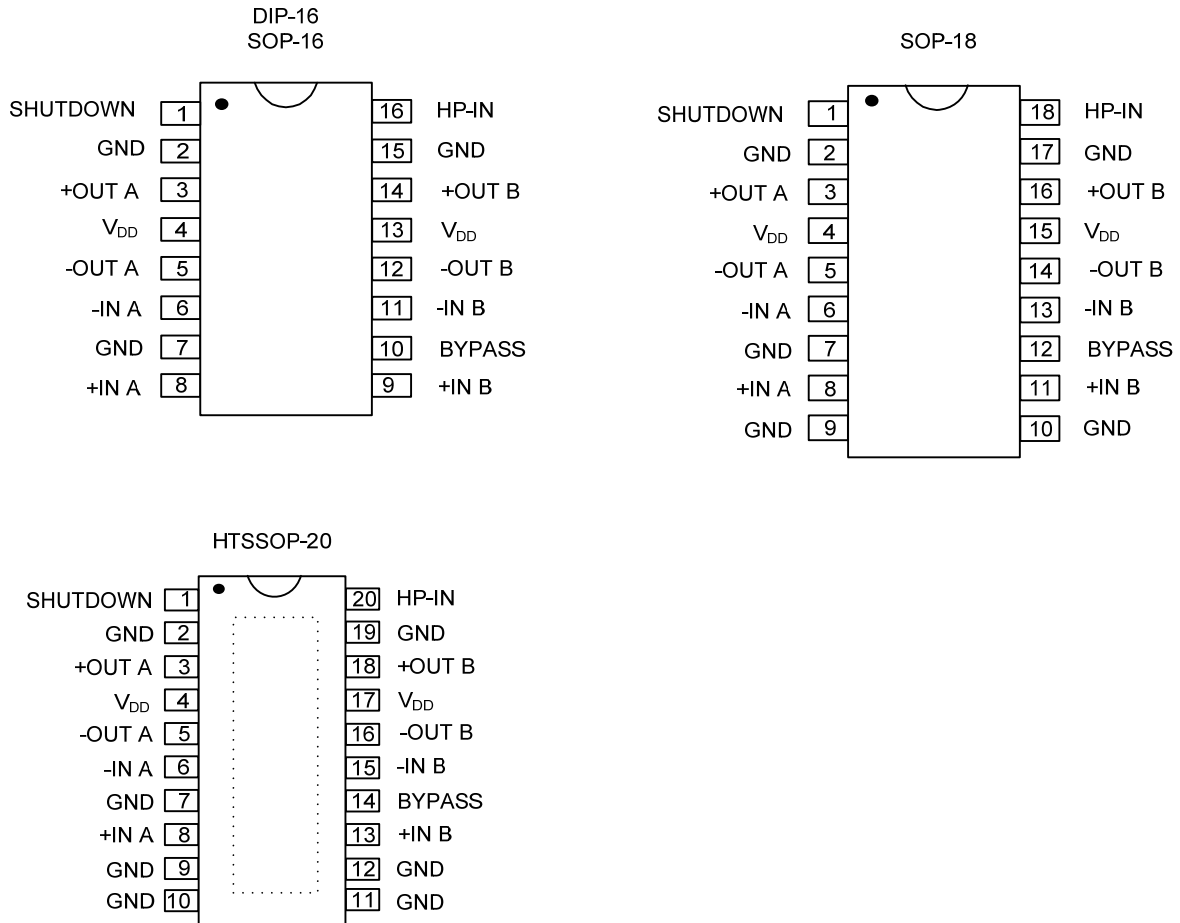 DIP-16
SOP-16
SHUTDOWN 1 16 HP-IN
GND 2 15 GND
+OUT A 3 14 +OUT B
VDD 4 13 VDD
-OUT A 5 12 -OUT B
-IN A 6 11 -IN B
GND 7 10 BYPASS
+IN A 8 9 +IN B
SOP-18
SHUTDOWN 1 18 HP-IN
GND 2 17 GND
+OUT A 3 16 +OUT B
VDD 4 15 VDD
-OUT A 5 14 -OUT B
-IN A 6 13 -IN B
GND 7 12 BYPASS
+IN A 8 11 +IN B
GND 9 10 GND
HTSSOP-20
SHUTDOWN 1 20 HP-IN
GND 2 19 GND
+OUT A 3 18 +OUT B
VDD 4 17 VDD
-OUT A 5 16 -OUT B
-IN A 6 15 -IN B
GND 7 14 BYPASS
+IN A 8 13 +IN B
GND 9 12 GND
GND 10 11 GND